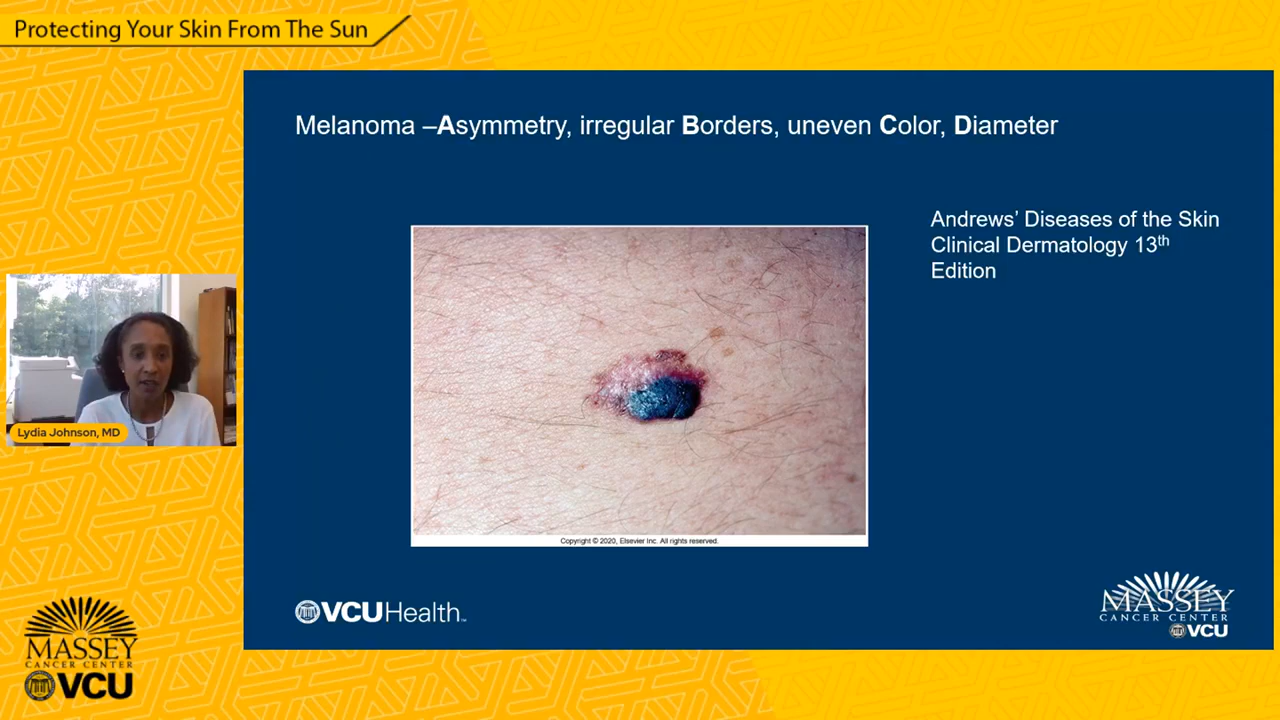 Protecting Your Skin From The Sun
Melanoma –Asymmetry, irregular Borders, uneven Color, Diameter
Andrews’ Diseases of the Skin
Clinical Dermatology 13th
Edition
Lydia Johnson, MD
Copyright © 2020, Elsevier Inc. All rights reserved.
VCUHealth™
MASSEY
CANCER CENTER
VCU
MASSEY
CANCER CENTER
VCU